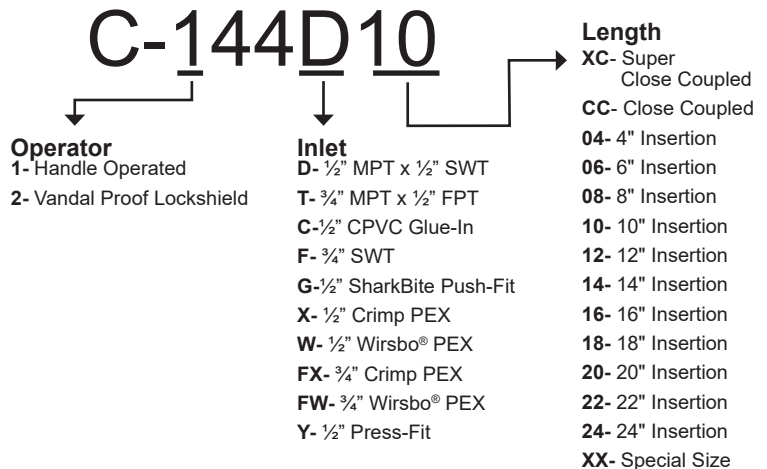 C-144D10
Operator
1- Handle Operated
2- Vandal Proof Lockshield
Inlet
D- ½” MPT x ½” SWT
T- ¾” MPT x ½” FPT
C-½” CPVC Glue-In
F- ¾” SWT
G-½” SharkBite Push-Fit
X- ½” Crimp PEX
W- ½” Wirsbo® PEX
FX- ¾” Crimp PEX
FW- ¾” Wirsbo® PEX
Y- ½” Press-Fit
Length
XC- Super
Close Coupled
CC- Close Coupled
04- 4" Insertion
06- 6" Insertion
08- 8" Insertion
10- 10" Insertion
12- 12" Insertion
14- 14" Insertion
16- 16" Insertion
18- 18" Insertion
20- 20" Insertion
22- 22" Insertion
24- 24" Insertion
XX- Special Size